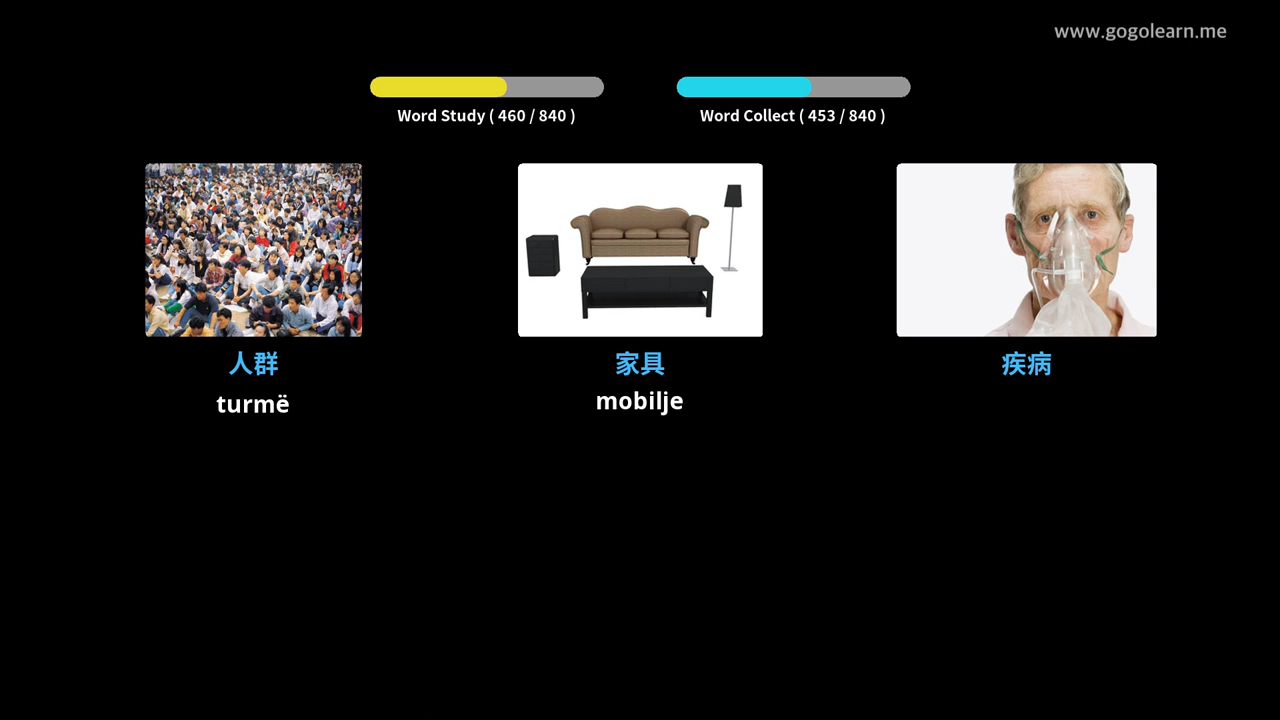 www.gogolearn.me
Word Study ( 460 / 840 )
Word Collect ( 453 / 840 )
人群
turmë
家具
mobilje
疾病